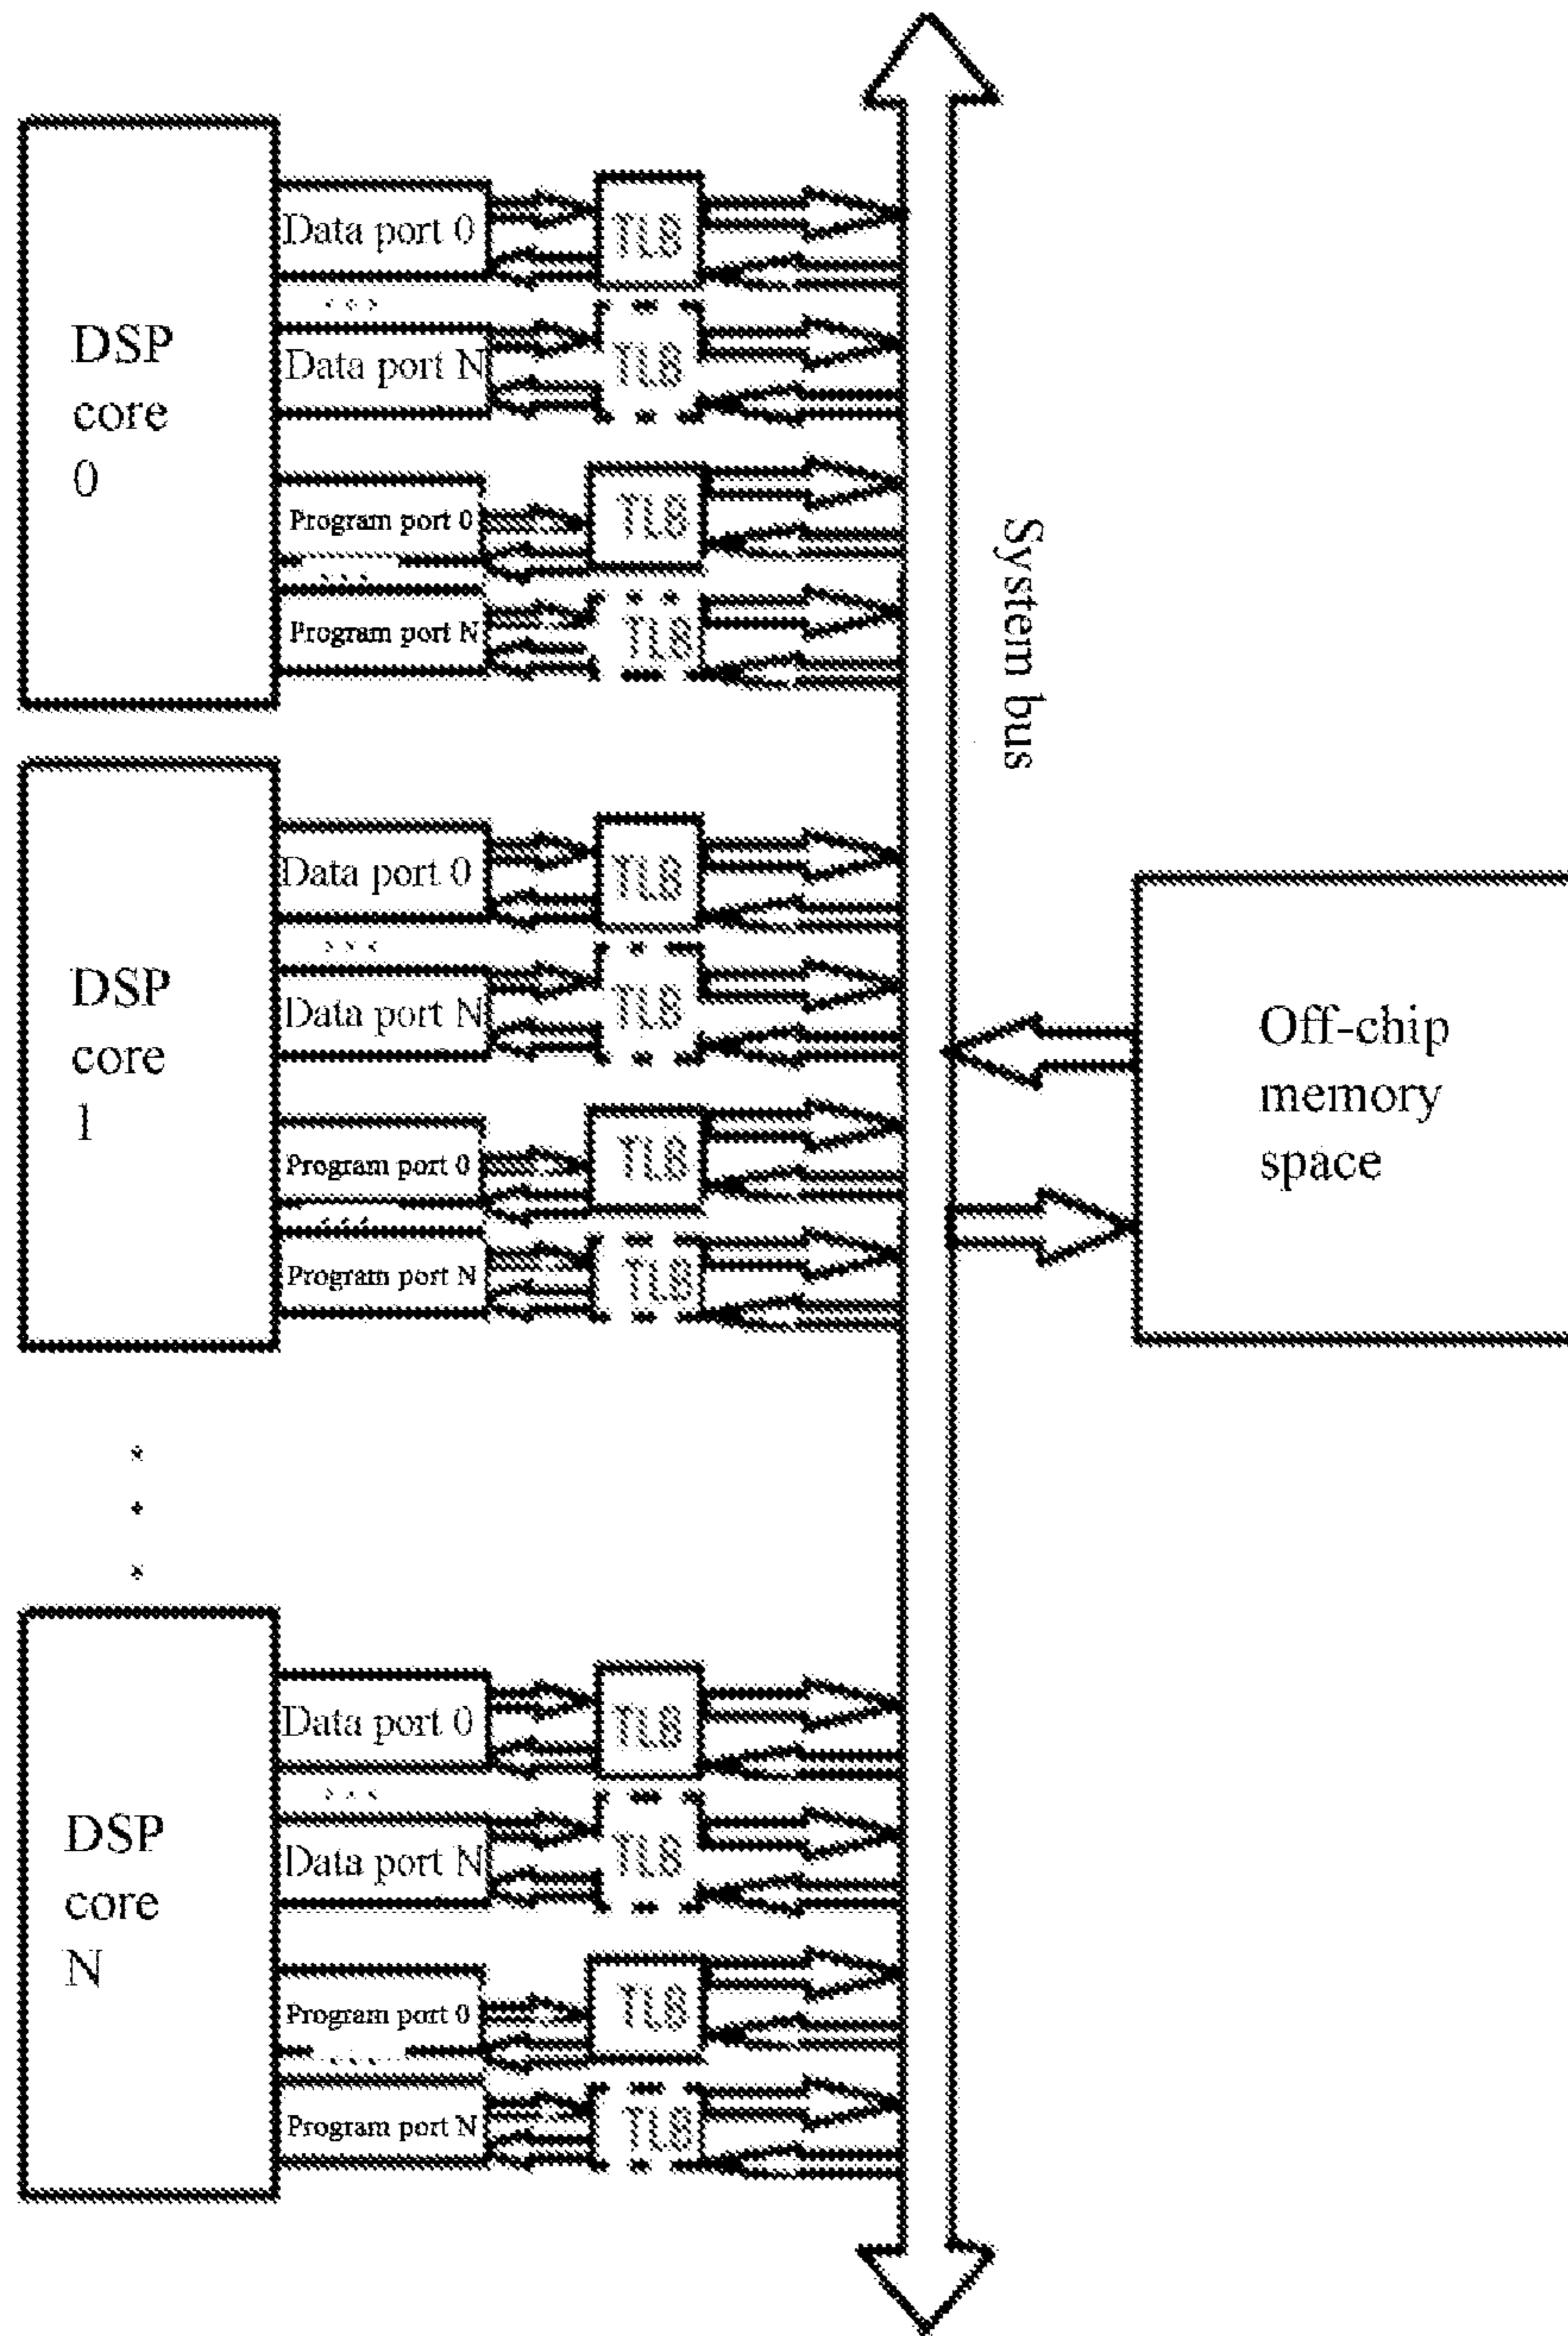 DSP
core
0
Data port 0
TLB
Data port N
TLB
Program port 0
TLB
Program port N
TLB
System bus
DSP
core
1
Data port 0
TLB
Data port N
TLB
Program port 0
TLB
Program port N
TLB
Off-chip
memory
space
DSP
core
N
Data port 0
TLB
Data port N
TLB
Program port 0
TLB
Program port N
TLB